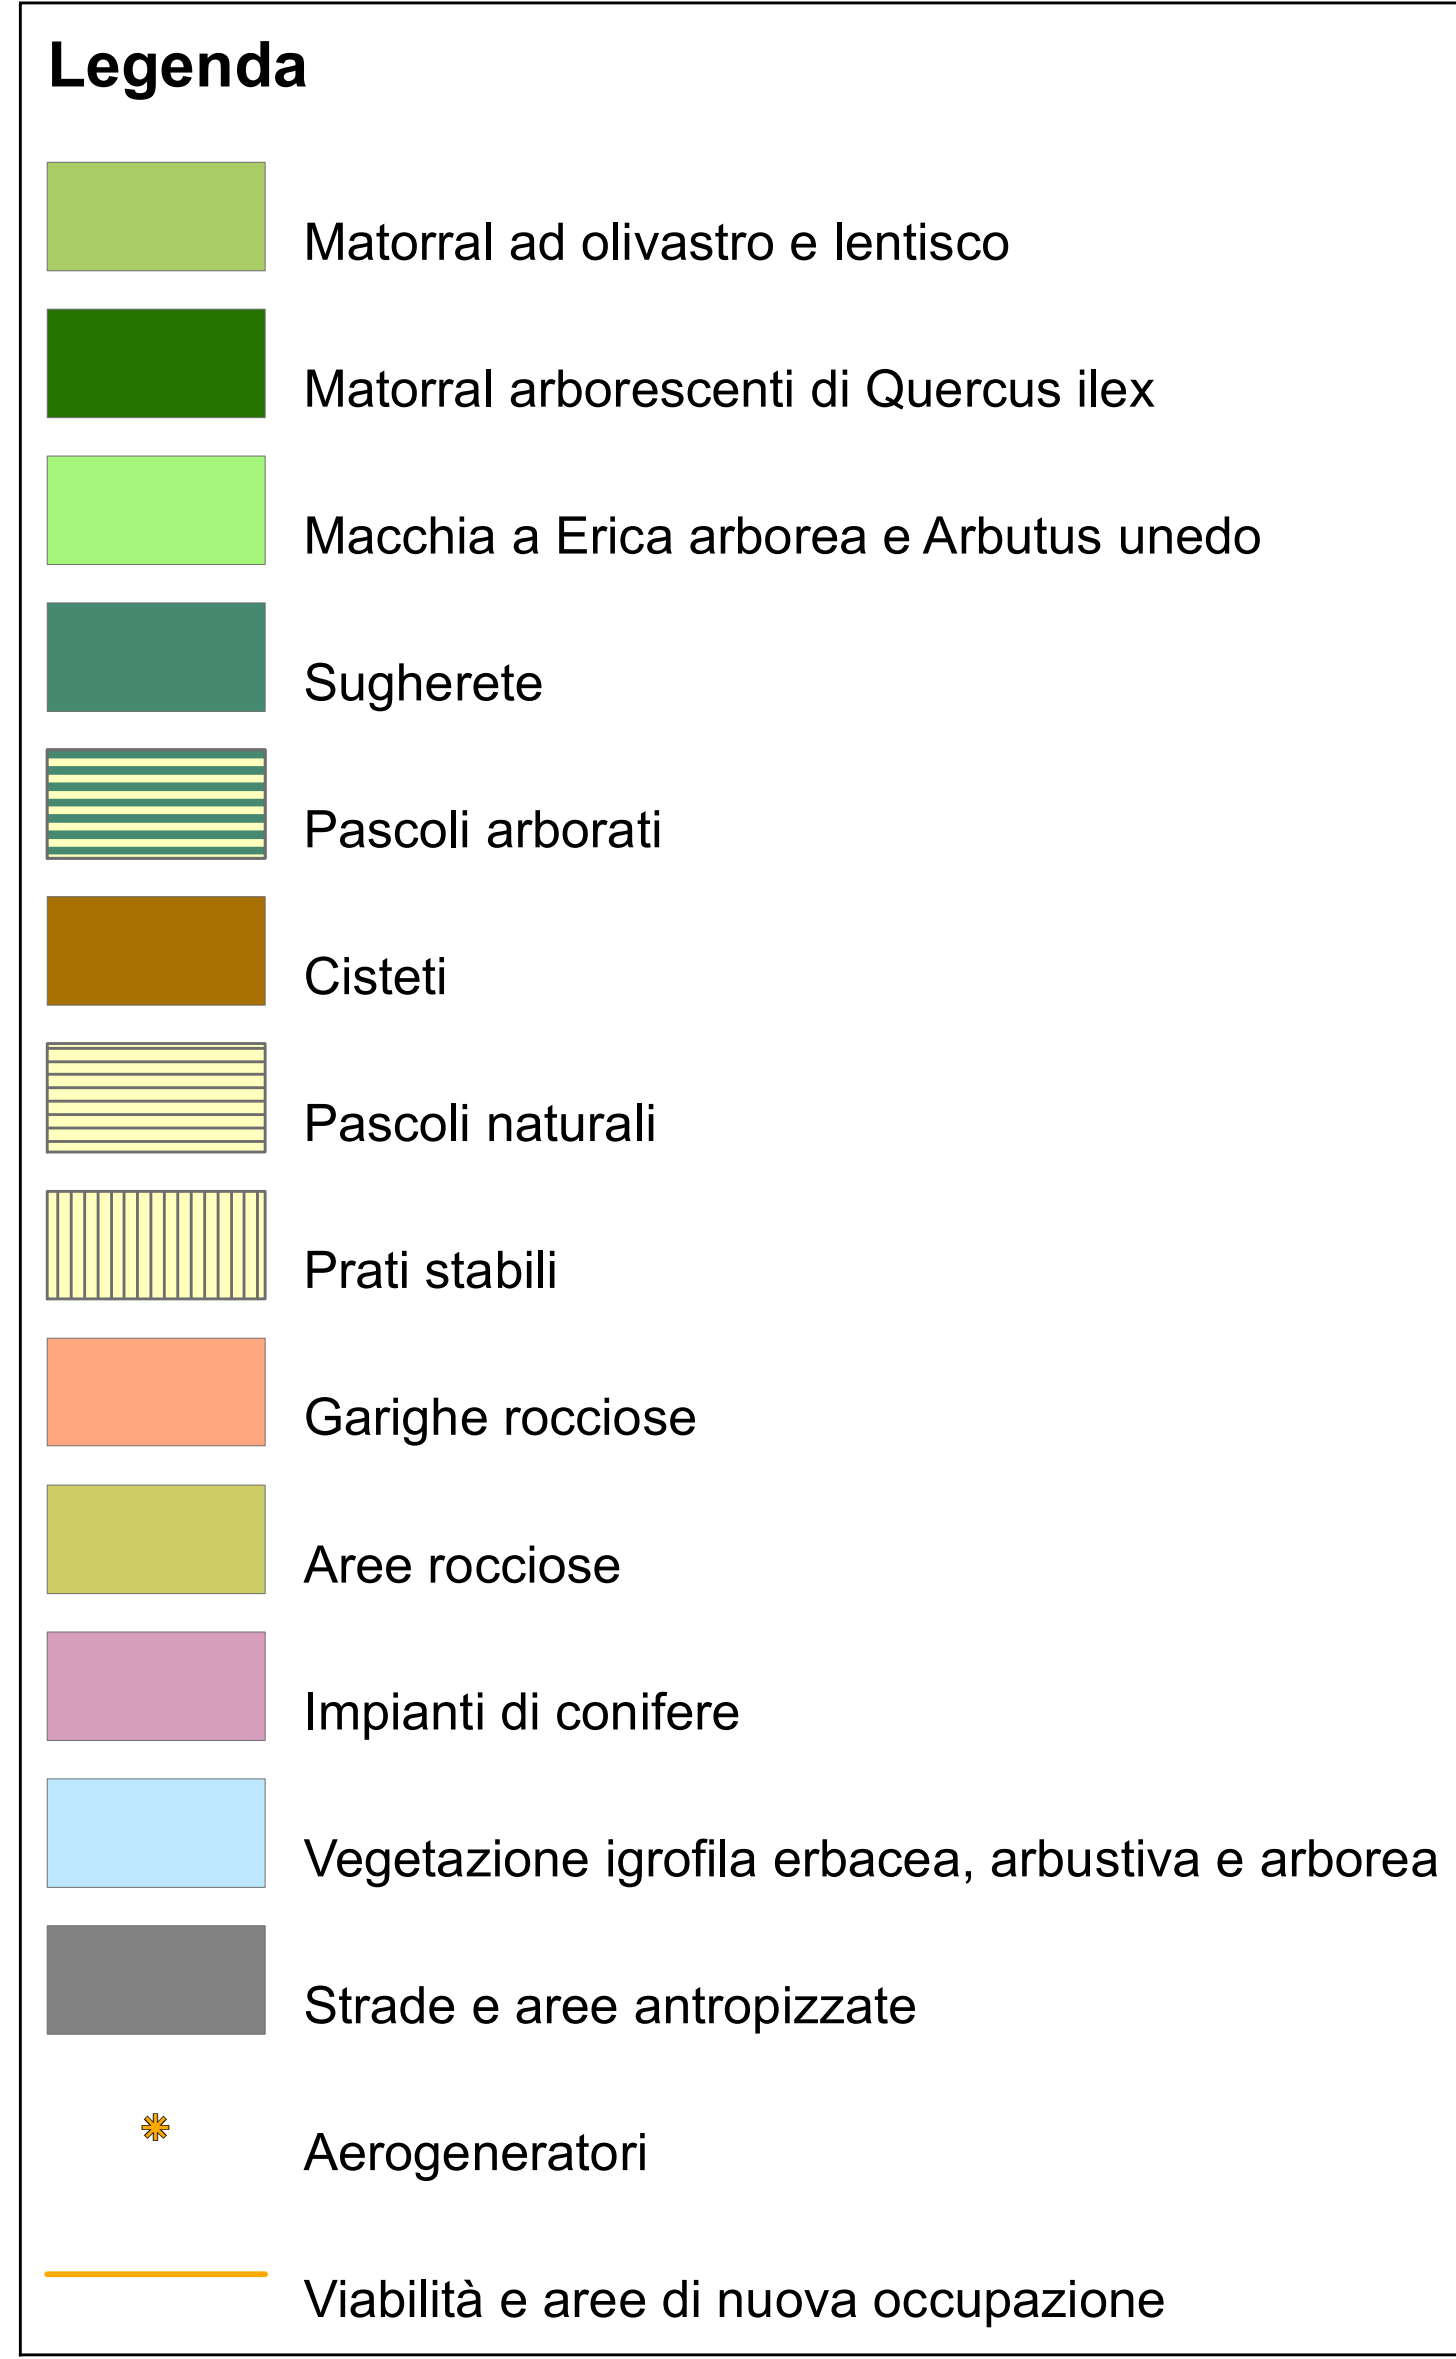 Legenda
Matorral ad olivastro e lentisco
Matorral arborescenti di Quercus ilex
Macchia a Erica arborea e Arbutus unedo
Sugherete
Pascoli arborati
Cisteti
Pascoli naturali
Prati stabili
Garighe rocciose
Aree rocciose
Impianti di conifere
Vegetazione igrofila erbacea, arbustiva e arborea
Strade e aree antropizzate
Aerogeneratori
Viabilità e aree di nuova occupazione